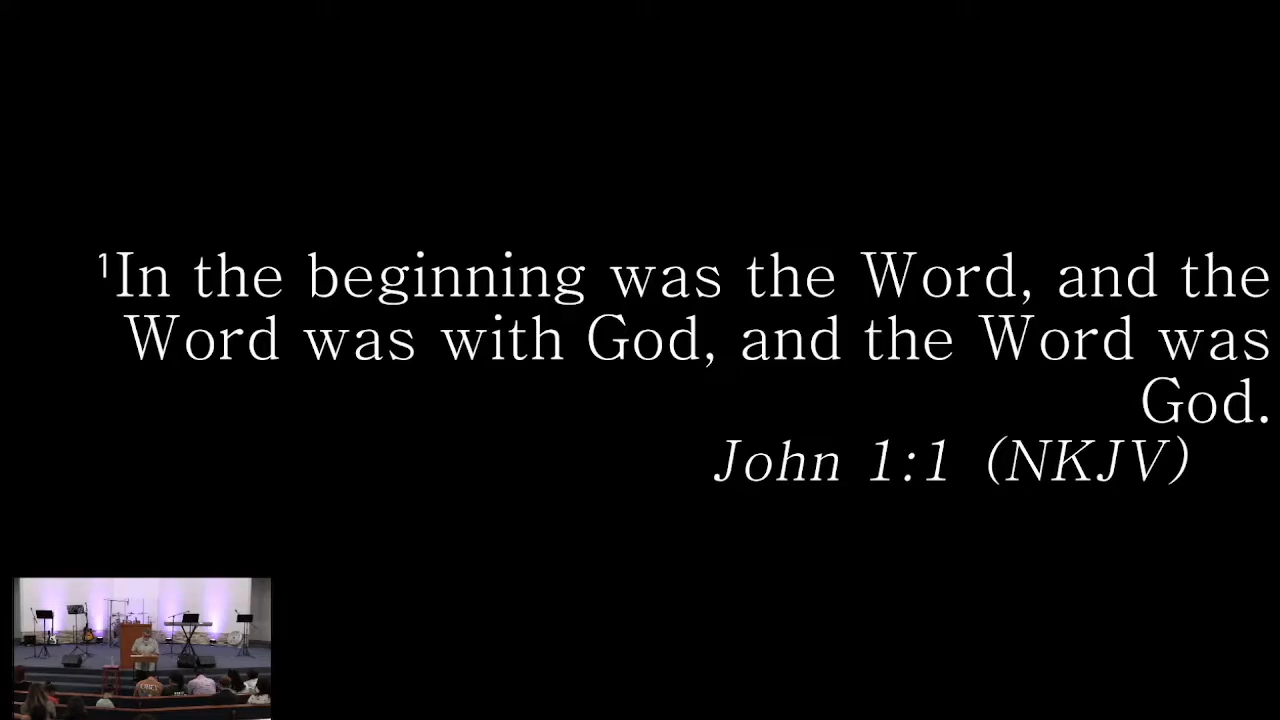 ¹In the beginning was the Word, and the
Word was with God, and the Word was
God.
John 1:1 (NKJV)